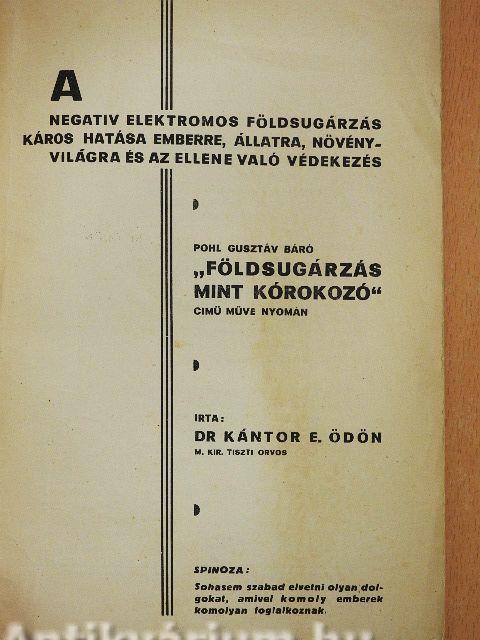 A
NEGATIV ELEKTROMOS FÖLDSUGÁRZÁS
KÁROS HATÁSA EMBERRE, ÁLLATRA, NÖVÉNY-
VILÁGRA ÉS AZ ELLENE VALÓ VÉDEKEZÉS
POHL GUSZTÁV BÁRÓ
„FÖLDSUGÁRZÁS
MINT KÓROKOZÓ“
CIMÜ MÜVE NYOMÁN
IRTA:
DR KÁNTOR E. ÖDÖN
M. KIR. TISZTI ORVOS
SPINOZA:
Sohasem szabad elvetni olyan dol-
gokat, amivel komoly emberek
komolyan foglalkoznak.
Antikvárium.hu